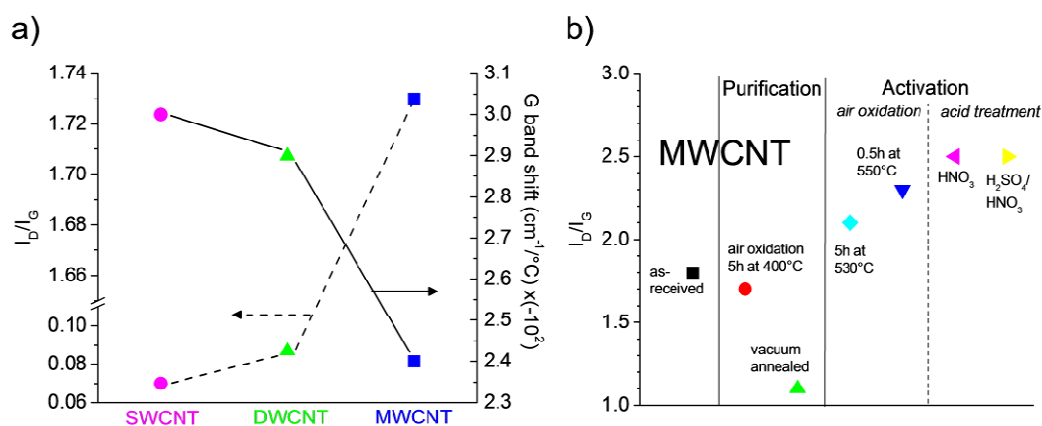 a)
1.74
1.72
1.70
1.68
1.66
0.10
0.08
0.06
I_D/I_G
SWCNT
DWCNT
MWCNT
3.1
3.0
2.9
2.8
2.7
2.6
2.5
2.4
2.3
G band shift (cm⁻¹/°C) x(-10²)
b)
3.0
2.5
2.0
1.5
1.0
I_D/I_G
Purification
Activation
air oxidation
acid treatment
MWCNT
0.5h at
550°C
HNO₃
H₂SO₄/
HNO₃
air oxidation
5h at 400°C
5h at
530°C
as-
received
vacuum
annealed